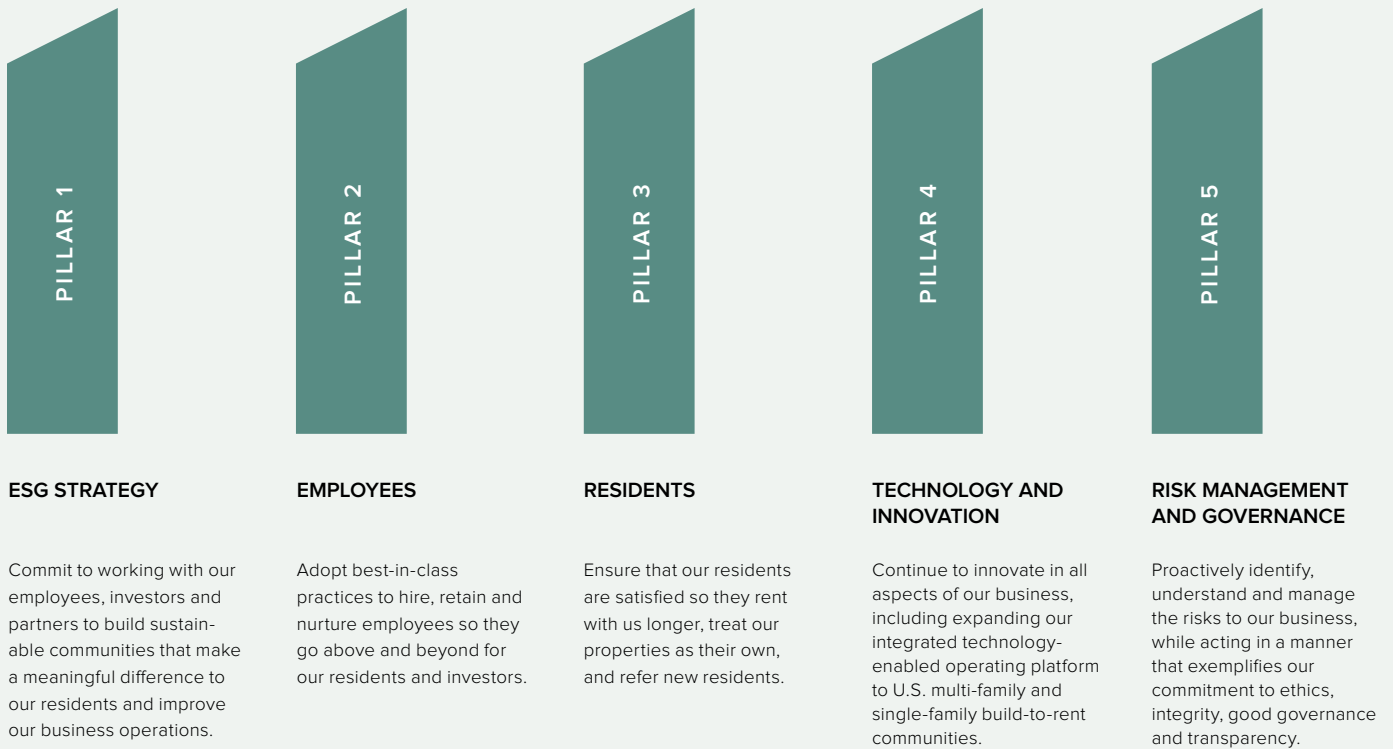 PILLAR 1
ESG STRATEGY
Commit to working with our
employees, investors and
partners to build sustain-
able communities that make
a meaningful difference to
our residents and improve
our business operations.
PILLAR 2
EMPLOYEES
Adopt best-in-class
practices to hire, retain and
nurture employees so they
go above and beyond for
our residents and investors.
PILLAR 3
RESIDENTS
Ensure that our residents
are satisfied so they rent
with us longer, treat our
properties as their own,
and refer new residents.
PILLAR 4
TECHNOLOGY AND
INNOVATION
Continue to innovate in all
aspects of our business,
including expanding our
integrated technology-
enabled operating platform
to U.S. multi-family and
single-family build-to-rent
communities.
PILLAR 5
RISK MANAGEMENT
AND GOVERNANCE
Proactively identify,
understand and manage
the risks to our business,
while acting in a manner
that exemplifies our
commitment to ethics,
integrity, good governance
and transparency.